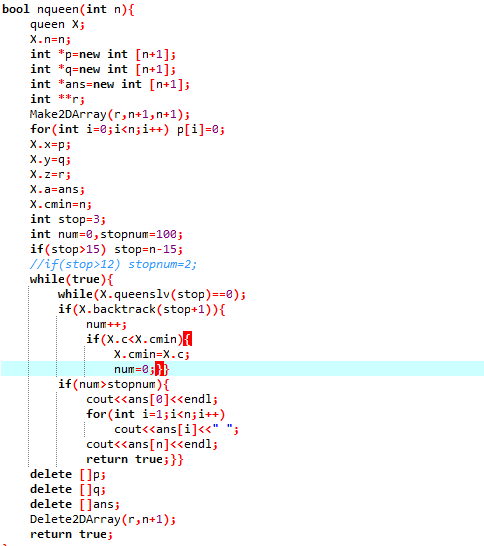 bool nqueen(int n){
queen X;
X.n=n;
int *p=new int [n+1];
int *q=new int [n+1];
int *ans=new int [n+1];
int **r;
Make2DArray(r,n+1,n+1);
for(int i=0;i<n;i++) p[i]=0;
X.x=p;
X.y=q;
X.z=r;
X.a=ans;
X.cmin=n;
int stop=3;
int num=0,stopnum=100;
if(stop>15) stop=n-15;
//if(stop>12) stopnum=2;
while(true){
while(X.queenslv(stop)==0);
if(X.backtrack(stop+1)){
num++;
if(X.c<X.cmin){
X.cmin=X.c;
num=0;}}
if(num>stopnum){
cout<<ans[0]<<endl;
for(int i=1;i<n;i++)
cout<<ans[i]<<" ";
cout<<ans[n]<<endl;
return true;}}
delete []p;
delete []q;
delete []ans;
Delete2DArray(r,n+1);
return true;